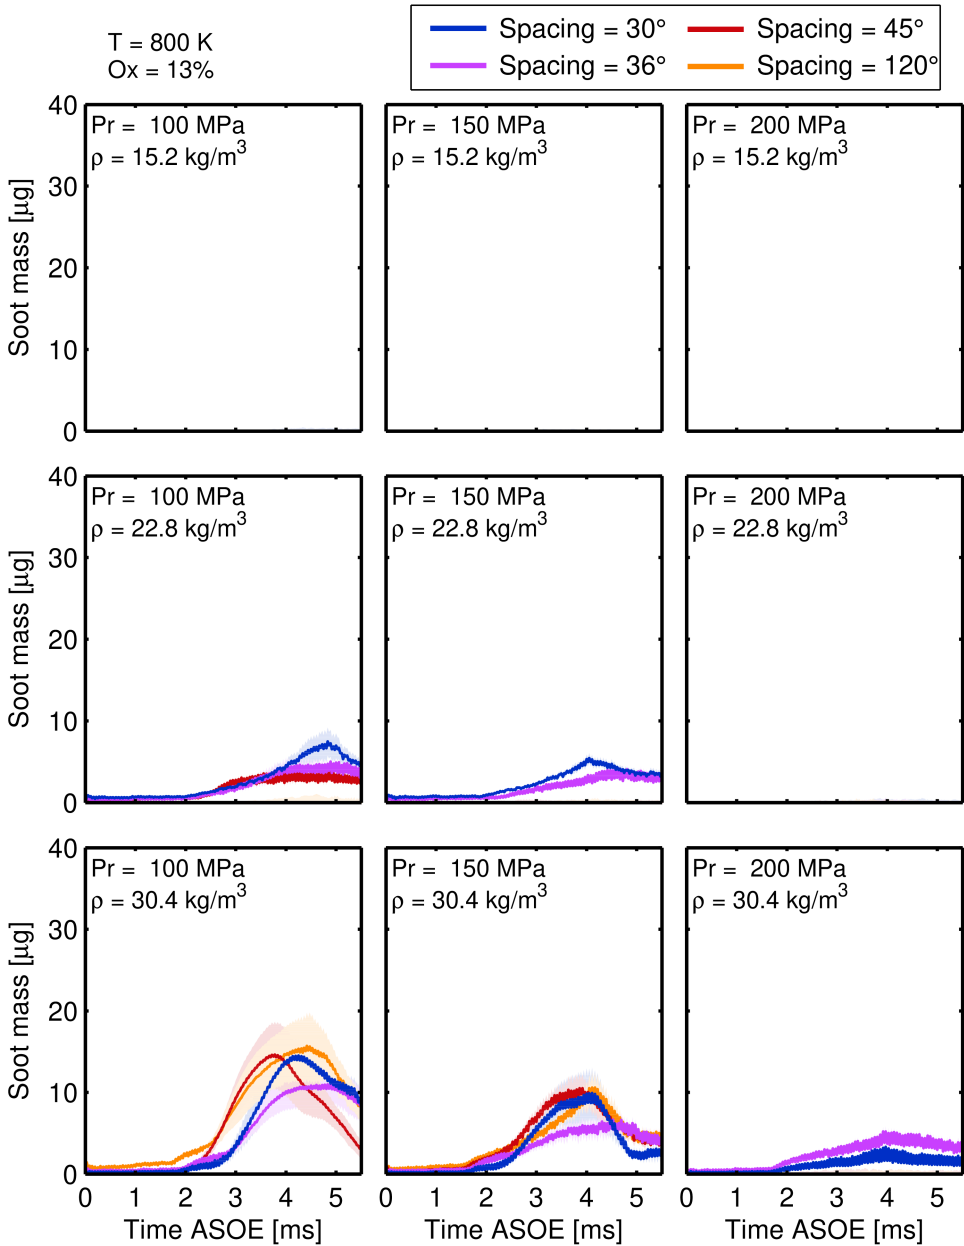 T = 800 K
Ox = 13%
Spacing = 30°
Spacing = 45°
Spacing = 36°
Spacing = 120°
Soot mass [μg]
40
30
20
10
0
Pr = 100 MPa
ρ = 15.2 kg/m³
Pr = 150 MPa
ρ = 15.2 kg/m³
Pr = 200 MPa
ρ = 15.2 kg/m³
Soot mass [μg]
40
30
20
10
0
Pr = 100 MPa
ρ = 22.8 kg/m³
Pr = 150 MPa
ρ = 22.8 kg/m³
Pr = 200 MPa
ρ = 22.8 kg/m³
Soot mass [μg]
40
30
20
10
0
Pr = 100 MPa
ρ = 30.4 kg/m³
Pr = 150 MPa
ρ = 30.4 kg/m³
Pr = 200 MPa
ρ = 30.4 kg/m³
0 1 2 3 4 5
0 1 2 3 4 5
0 1 2 3 4 5
Time ASOE [ms]
Time ASOE [ms]
Time ASOE [ms]